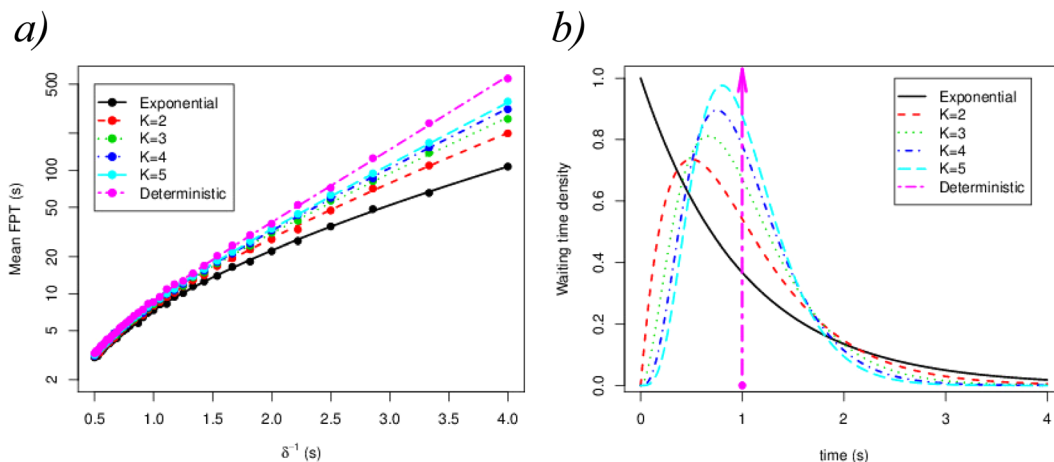 a)
500
100
50
20
10
5
2
Mean FPT (s)
Exponential
K=2
K=3
K=4
K=5
Deterministic
0.5 1.0 1.5 2.0 2.5 3.0 3.5 4.0
δ⁻¹ (s)
b)
1.0
0.8
0.6
0.4
0.2
0.0
Waiting time density
Exponential
K=2
K=3
K=4
K=5
Deterministic
0 1 2 3 4
time (s)